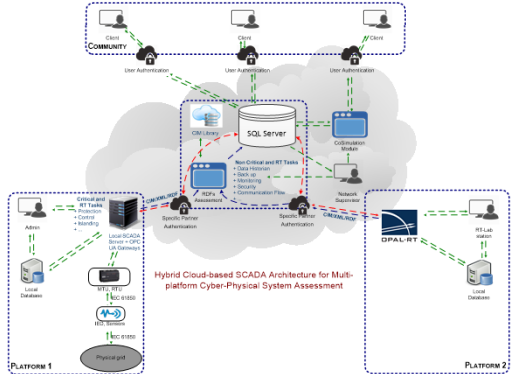 Client
Client
Client
COMMUNITY
User Authentication
User Authentication
User Authentication
CIM Library
SQL Server
CoSimulation
Module
Non Critical and RT Tasks
• Data Historian
• Back up
• Monitoring
• Security
• Communication Flow
RDFs
Assessment
Network
Supervisor
Critical and
RT Tasks
• Protection
• Control
Admin
CIM/XML/RDF
CIM/XML/RDF
Specific Partner
Authentication
Specific Partner
Authentication
Local SCADA
Server + OPC
UA Gateways
OPAL-RT
RT-Lab
station
Local
Database
Local
Databases
MTU, RTU
IEC 61850
IED, Sensors
IEC 61850
Physical grid
Hybrid Cloud-based SCADA Architecture for Multi-
platform Cyber-Physical System Assessment
PLATFORM 1
PLATFORM 2